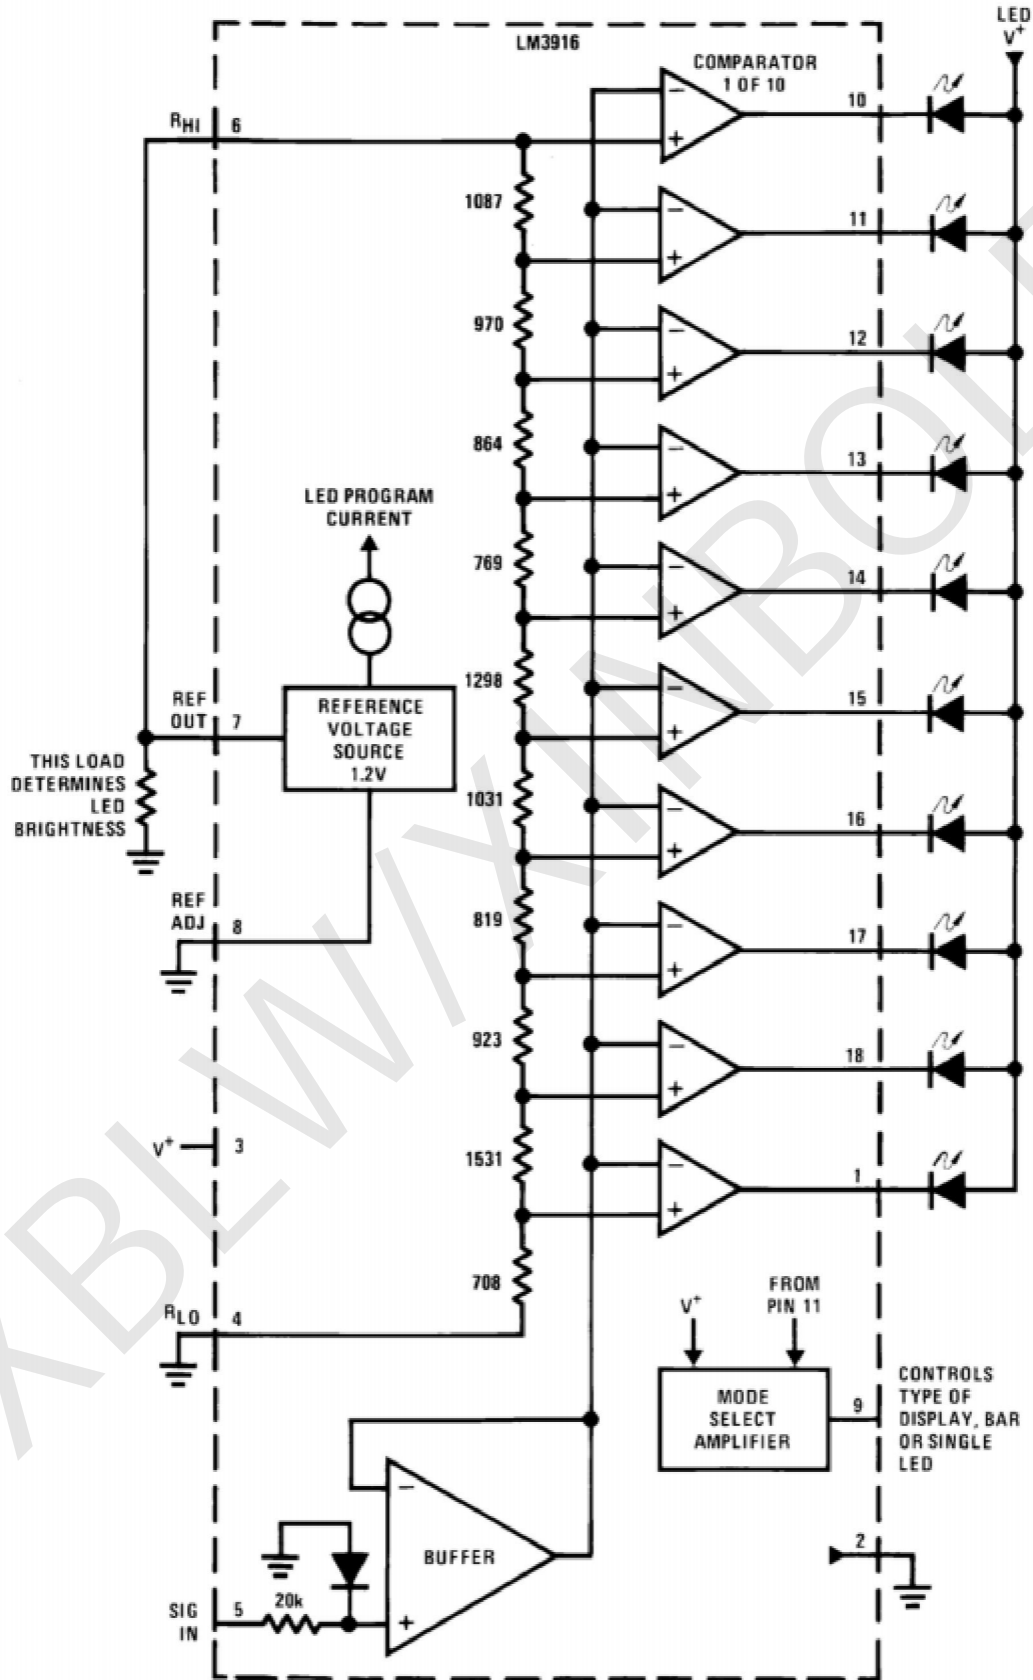 LED
V+
LM3916
COMPARATOR
1 OF 10
10
RHI
6
1087
11
970
12
864
13
LED PROGRAM
CURRENT
769
14
1298
15
REF
OUT
7
REFERENCE
VOLTAGE
SOURCE
1.2V
THIS LOAD
DETERMINES
LED
BRIGHTNESS
1031
16
REF
ADJ
8
819
17
923
18
V+
3
1531
1
708
RLO
4
V+
FROM
PIN 11
MODE
SELECT
AMPLIFIER
9
CONTROLS
TYPE OF
DISPLAY, BAR
OR SINGLE
LED
BUFFER
2
SIG
IN
5
20k
− +
− +
− +
− +
− +
− +
− +
− +
− +
− +
− +